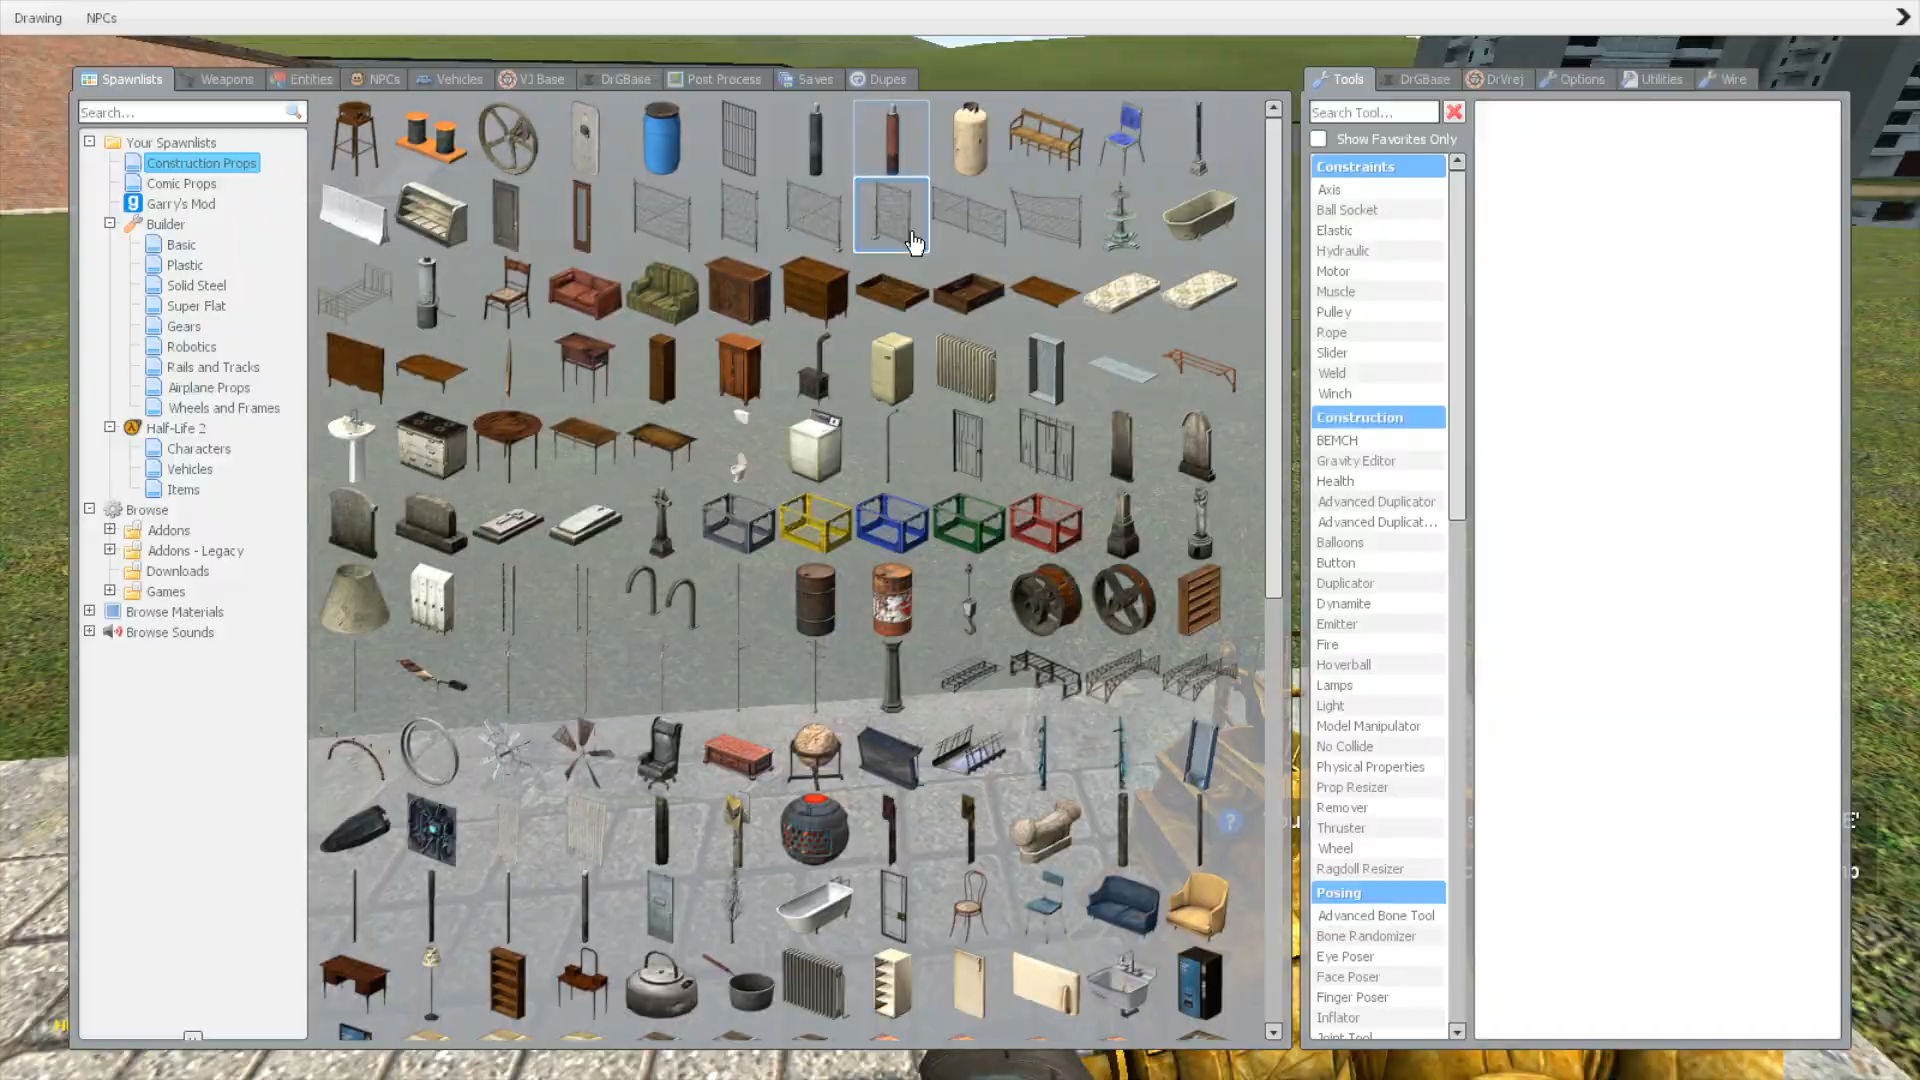 Drawing NPCs
Spawnlists Weapons Entities NPCs Vehicles VJ Base DrGBase Post Process Saves Dupes
Tools DrGBase DrVrej Options Utilities Wire
Search...
Your Spawnlists
Construction Props
Comic Props
Garry's Mod
Builder
Basic
Plastic
Solid Steel
Super Flat
Gears
Robotics
Rails and Tracks
Airplane Props
Wheels and Frames
Half-Life 2
Characters
Vehicles
Items
Browse
Addons
Addons - Legacy
Downloads
Games
Browse Materials
Browse Sounds
Search Tool...
Show Favorites Only
Constraints
Axis
Ball Socket
Elastic
Hydraulic
Motor
Muscle
Pulley
Rope
Slider
Weld
Winch
Construction
BEMCH
Gravity Editor
Health
Advanced Duplicator
Advanced Duplicat...
Balloons
Button
Duplicator
Dynamite
Emitter
Fire
Hoverball
Lamps
Light
Model Manipulator
No Collide
Physical Properties
Prop Resizer
Remover
Thruster
Wheel
Ragdoll Resizer
Posing
Advanced Bone Tool
Bone Randomizer
Eye Poser
Face Poser
Finger Poser
Inflator
Joint Tool